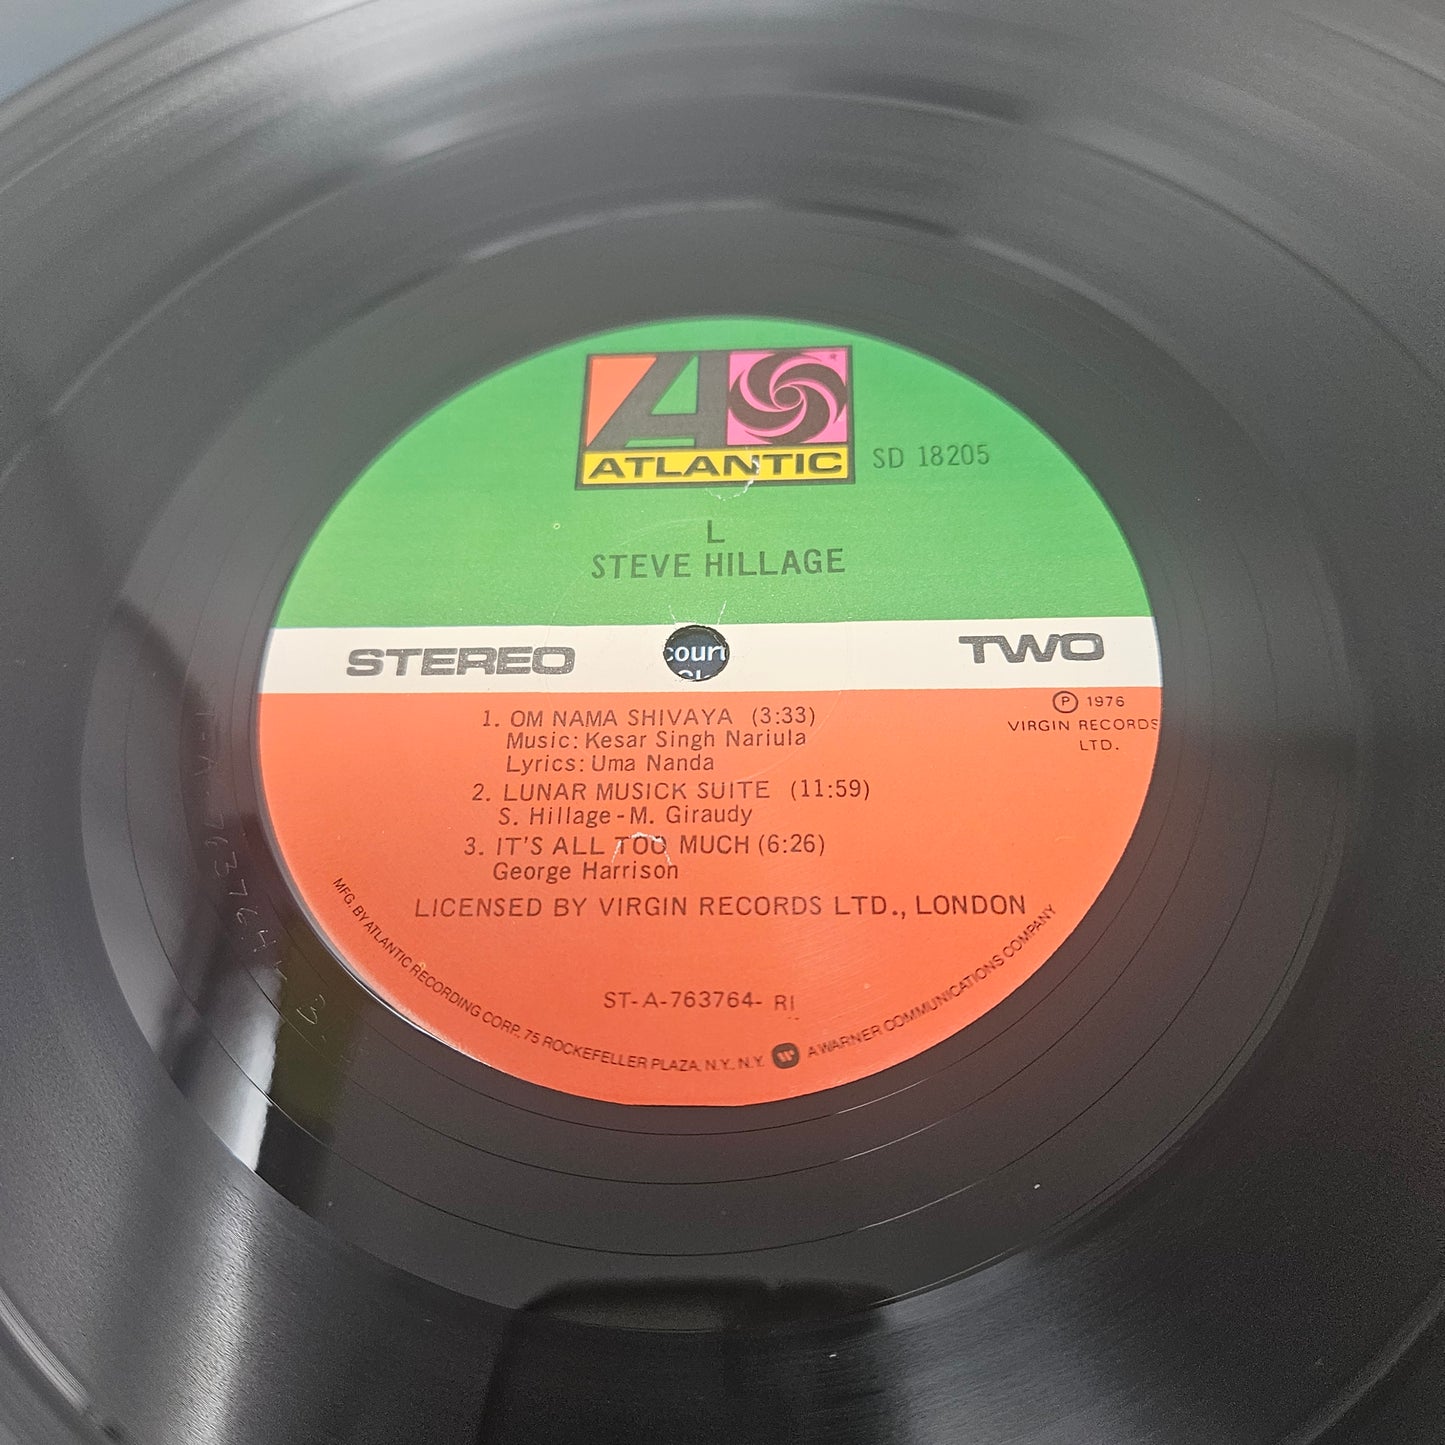 ATLANTIC
SD 18205
L
STEVE HILLAGE
STEREO
TWO
℗ 1976
VIRGIN RECORDS
LTD.
1. OM NAMA SHIVAYA (3:33)
Music: Kesar Singh Nariula
Lyrics: Uma Nanda
2. LUNAR MUSICK SUITE (11:59)
S. Hillage-M. Giraudy
3. IT'S ALL TOO MUCH (6:26)
George Harrison
LICENSED BY VIRGIN RECORDS LTD., LONDON
ST-A-763764- RI
MFG. BY ATLANTIC RECORDING CORP., 75 ROCKEFELLER PLAZA, N.Y., N.Y. W A WARNER COMMUNICATIONS COMPANY